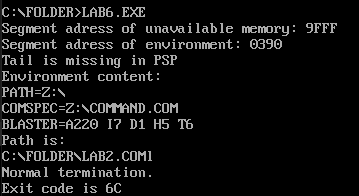 C:\FOLDER>LAB6.EXE
Segment adress of unavailable memory: 9FFF
Segment adress of environment: 0390
Tail is missing in PSP
Environment content:
PATH=Z:\
COMSPEC=Z:\COMMAND.COM
BLASTER=A220 I7 D1 H5 T6
Path is:
C:\FOLDER\LAB2.COMl
Normal termination.
Exit code is 6C